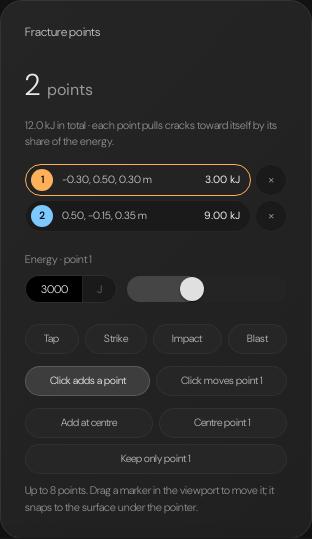 Fracture points
2 points
12.0 kJ in total · each point pulls cracks toward itself by its
share of the energy.
1 -0.30, 0.50, 0.30 m 3.00 kJ ×
2 0.50, -0.15, 0.35 m 9.00 kJ ×
Energy · point 1
3000 J
Tap Strike Impact Blast
Click adds a point Click moves point 1
Add at centre Centre point 1
Keep only point 1
Up to 8 points. Drag a marker in the viewport to move it; it
snaps to the surface under the pointer.